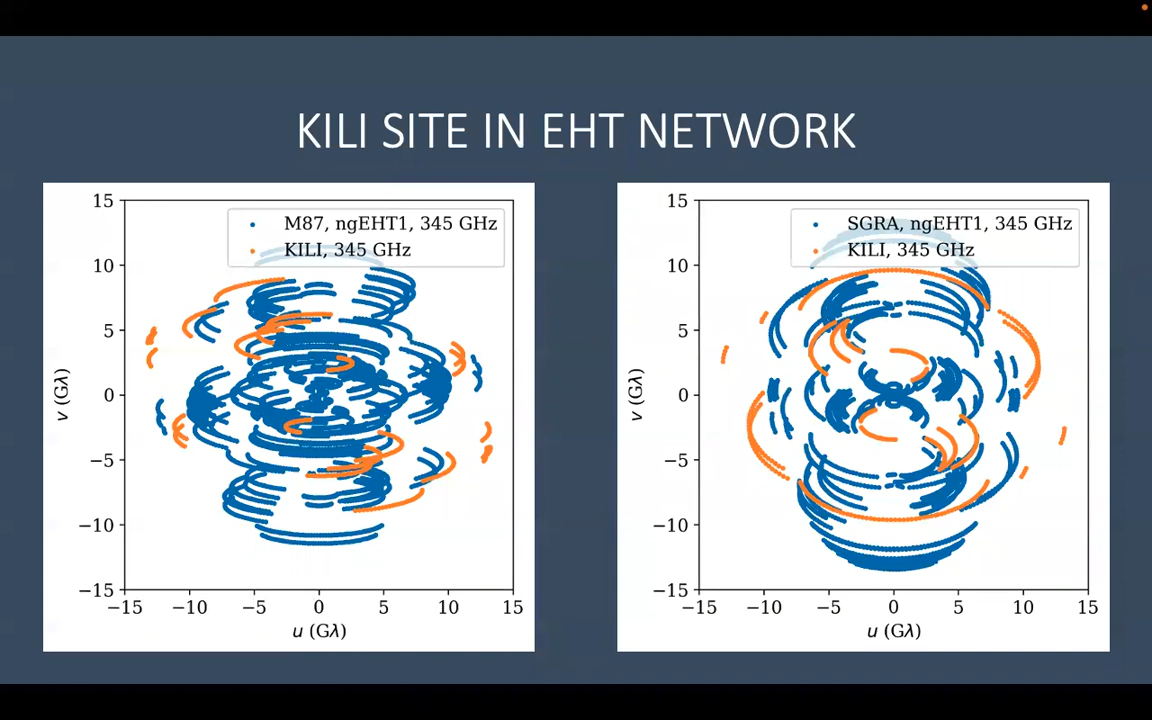 KILI SITE IN EHT NETWORK
M87, ngEHT1, 345 GHz
KILI, 345 GHz
15
10
5
0
−5
−10
−15
−15 −10 −5 0 5 10 15
v (Gλ)
u (Gλ)
SGRA, ngEHT1, 345 GHz
KILI, 345 GHz
15
10
5
0
−5
−10
−15
−15 −10 −5 0 5 10 15
v (Gλ)
u (Gλ)